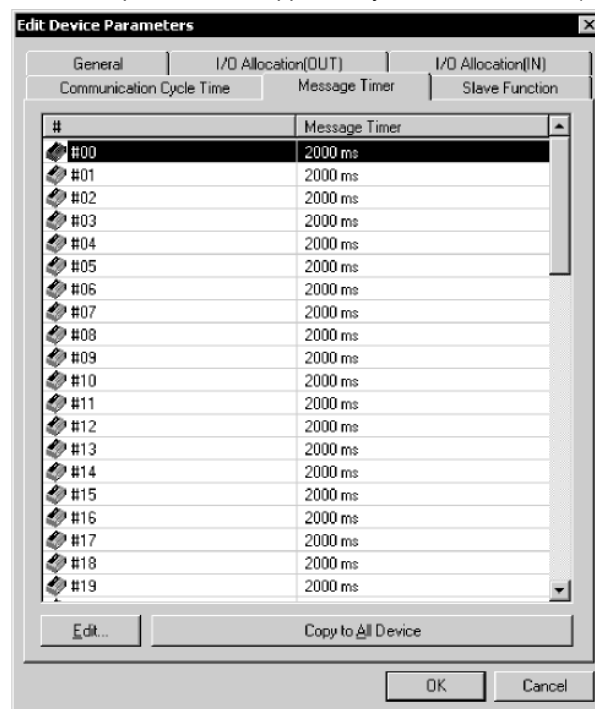 Edit Device Parameters
General I/O Allocation(OUT) I/O Allocation(IN)
Communication Cycle Time Message Timer Slave Function
# Message Timer
#00 2000 ms
#01 2000 ms
#02 2000 ms
#03 2000 ms
#04 2000 ms
#05 2000 ms
#06 2000 ms
#07 2000 ms
#08 2000 ms
#09 2000 ms
#10 2000 ms
#11 2000 ms
#12 2000 ms
#13 2000 ms
#14 2000 ms
#15 2000 ms
#16 2000 ms
#17 2000 ms
#18 2000 ms
#19 2000 ms
Edit... Copy to All Device
OK Cancel